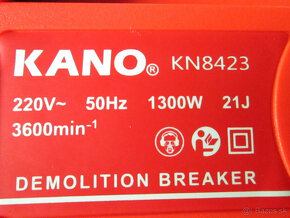 KANO® KN8423
220V~ 50Hz 1300W 21J
3600min⁻¹
DEMOLITION BREAKER